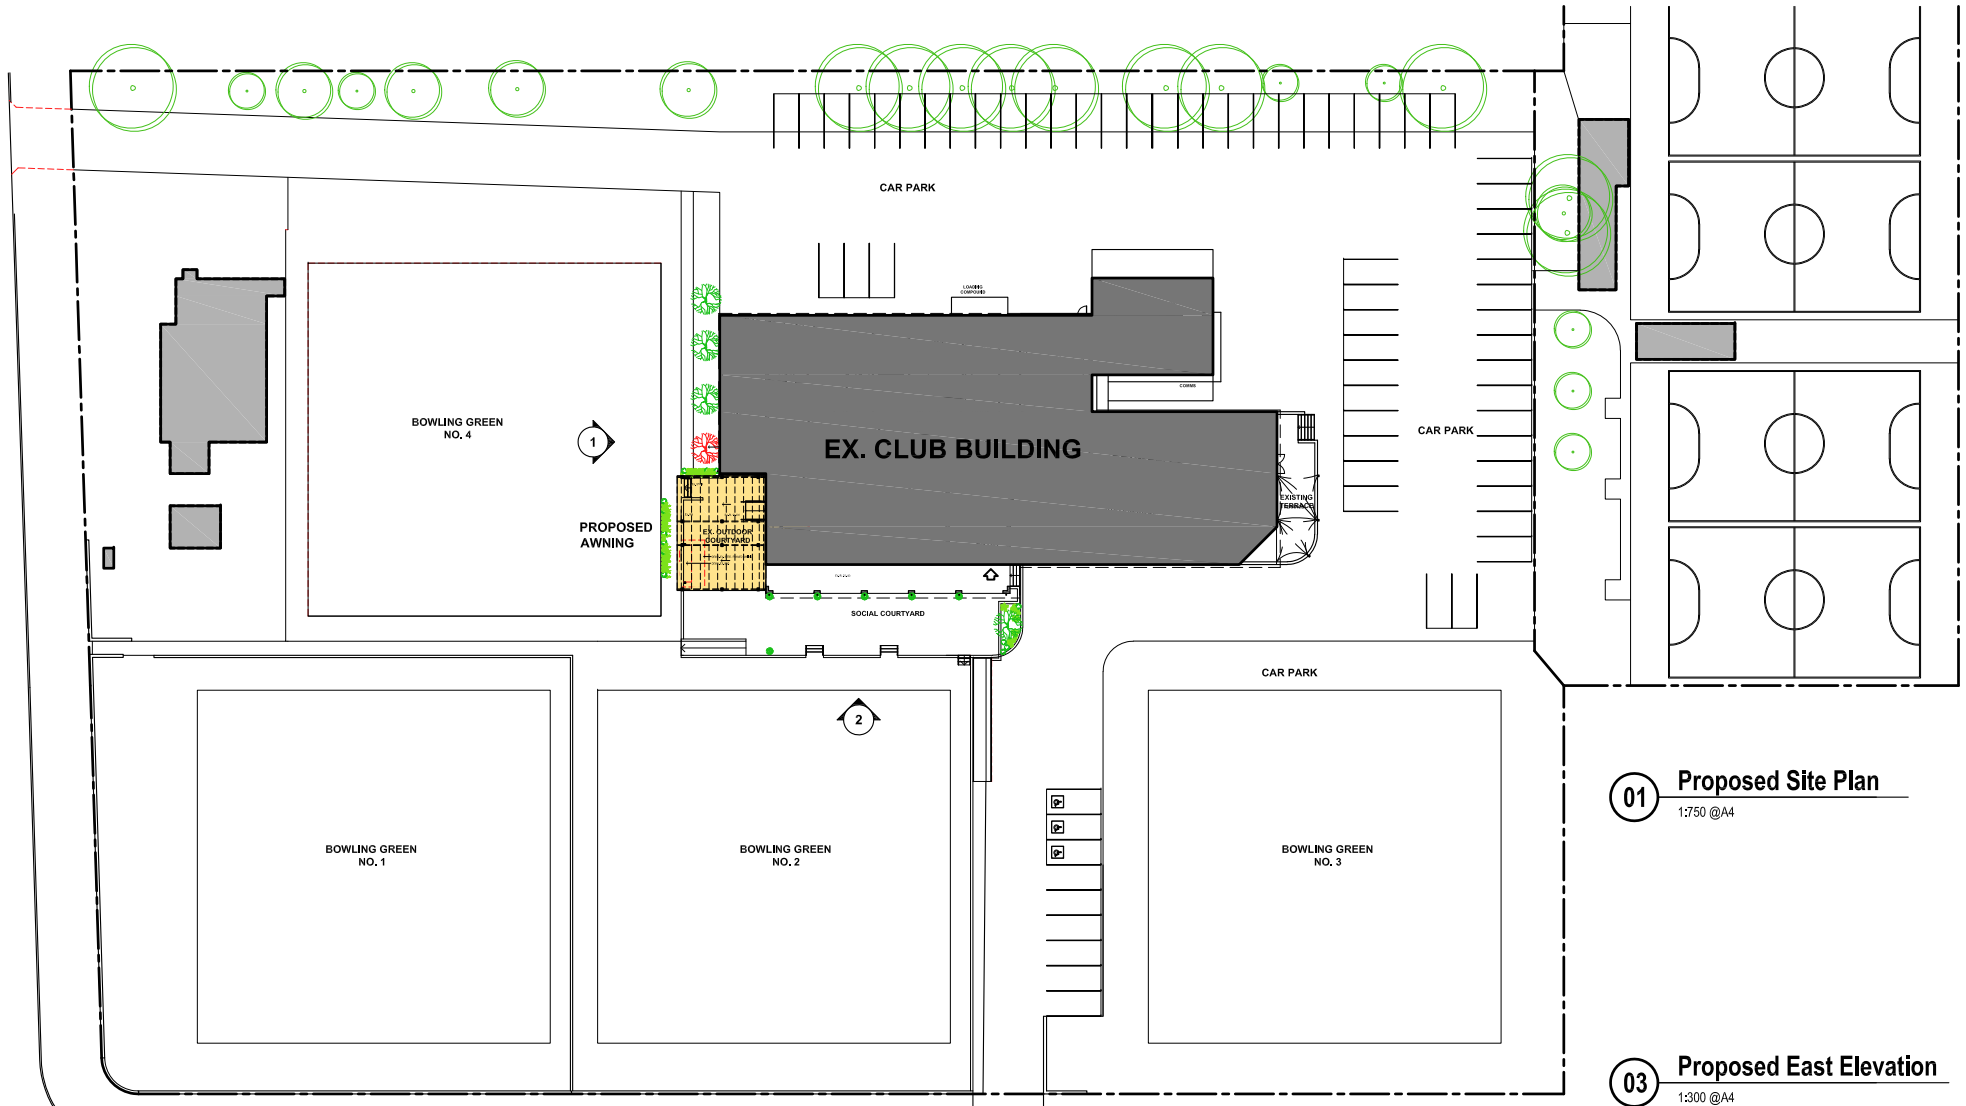 CAR PARK
LOADING
COMPOUND
COMMS
BOWLING GREEN
NO. 4
1
EX. CLUB BUILDING
CAR PARK
EXISTING
TERRACE
PROPOSED
AWNING
EX. OUTDOOR
COURTYARD
SOCIAL COURTYARD
CAR PARK
2
BOWLING GREEN
NO. 1
BOWLING GREEN
NO. 2
BOWLING GREEN
NO. 3
01
Proposed Site Plan
1:750 @A4
03
Proposed East Elevation
1:300 @A4